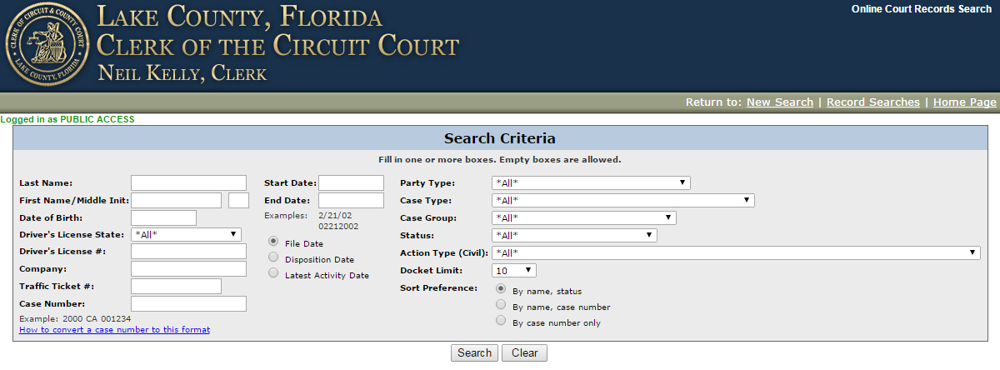 CLERK OF CIRCUIT & COUNTY COURT
LAKE COUNTY, FLORIDA
LAKE COUNTY, FLORIDA
CLERK OF THE CIRCUIT COURT
NEIL KELLY, CLERK
Online Court Records Search
Return to: New Search | Record Searches | Home Page
Logged in as PUBLIC ACCESS
Search Criteria
Fill in one or more boxes. Empty boxes are allowed.
Last Name:
First Name/Middle Init:
Date of Birth:
Driver's License State: *All*
Driver's License #:
Company:
Traffic Ticket #:
Case Number:
Example: 2000 CA 001234
How to convert a case number to this format
Start Date:
End Date:
Examples: 2/21/02
02212002
File Date
Disposition Date
Latest Activity Date
Party Type: *All*
Case Type: *All*
Case Group: *All*
Status: *All*
Action Type (Civil): *All*
Docket Limit: 10
Sort Preference:
By name, status
By name, case number
By case number only
Search Clear